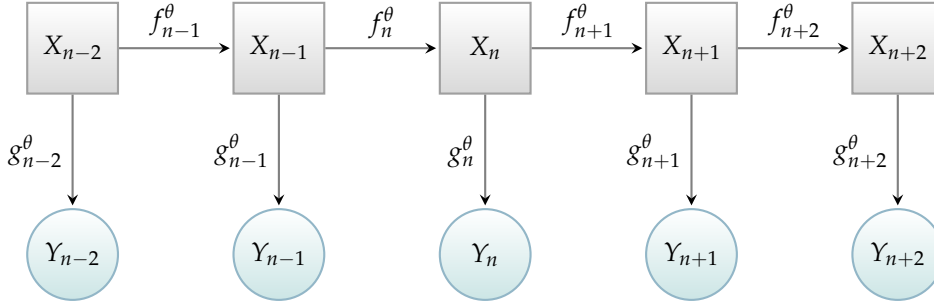 f^θ_{n−1} f^θ_n f^θ_{n+1} f^θ_{n+2}
X_{n−2} X_{n−1} X_n X_{n+1} X_{n+2}
g^θ_{n−2} g^θ_{n−1} g^θ_n g^θ_{n+1} g^θ_{n+2}
Y_{n−2} Y_{n−1} Y_n Y_{n+1} Y_{n+2}